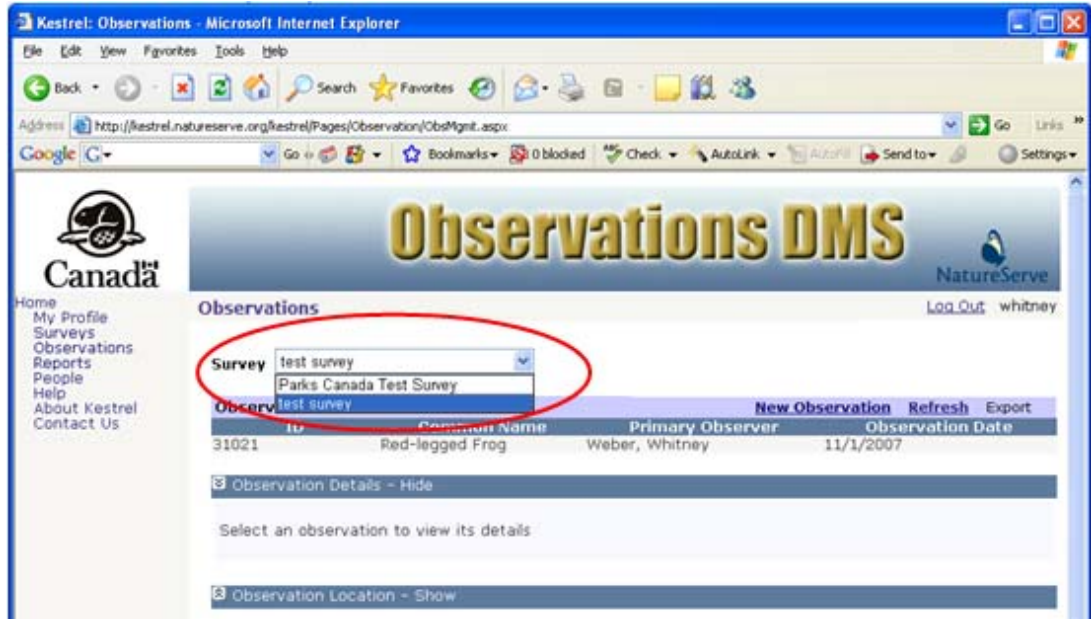 Kestrel: Observations - Microsoft Internet Explorer
File Edit View Favorites Tools Help
Back Search Favorites
Address http://kestrel.natureserve.org/kestrel/Pages/Observation/ObsMgmt.aspx Go Links »
Google G Go Bookmarks 0 blocked Check AutoLink AutoFill Send to Settings
Canada
Observations DMS
NatureServe
Home
My Profile
Surveys
Observations
Reports
People
Help
About Kestrel
Contact Us
Observations Log Out whitney
Survey test survey
Parks Canada Test Survey
test survey
Observ New Observation Refresh Export
ID Common Name Primary Observer Observation Date
31021 Red-legged Frog Weber, Whitney 11/1/2007
Observation Details - Hide
Select an observation to view its details
Observation Location - Show